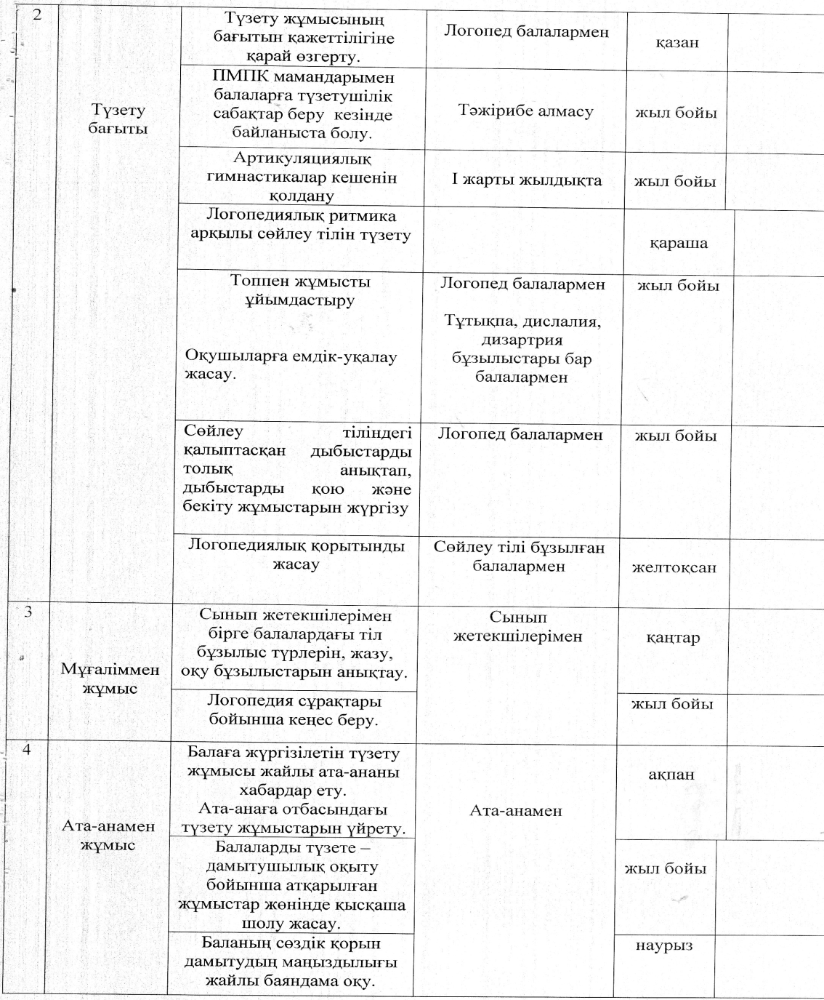 2
Түзету
бағыты
Түзету жұмысының
бағытын қажеттілігіне
қарай өзгерту.
Логопед балалармен
қазан
ПМПК мамандарымен
балаларға түзетушілік
сабақтар беру кезінде
байланыста болу.
Тәжірибе алмасу
жыл бойы
Артикуляциялық
гимнастикалар кешенін
қолдану
І жарты жылдықта
жыл бойы
Логопедиялық ритмика
арқылы сөйлеу тілін түзету
қараша
Топпен жұмысты
ұйымдастыру
Оқушыларға емдік-уқалау
жасау.
Логопед балалармен
Тұтықпа, дислалия,
дизартрия
бұзылыстары бар
балалармен
жыл бойы
Сөйлеу тіліндегі
қалыптасқан дыбыстарды
толық анықтап,
дыбыстарды қою және
бекіту жұмыстарын жүргізу
Логопед балалармен
жыл бойы
Логопедиялық қорытынды
жасау
Сөйлеу тілі бұзылған
балалармен
желтоқсан
3
Мұғаліммен
жұмыс
Сынып жетекшілерімен
бірге балалардағы тіл
бұзылыс түрлерін, жазу,
оқу бұзылыстарын анықтау.
Сынып
жетекшілерімен
қаңтар
Логопедия сұрақтары
бойынша кеңес беру.
жыл бойы
4
Ата-анамен
жұмыс
Балаға жүргізілетін түзету
жұмысы жайлы ата-ананы
хабардар ету.
Ата-анаға отбасындағы
түзету жұмыстарын үйрету.
Ата-анамен
ақпан
Балаларды түзете –
дамытушылық оқыту
бойынша атқарылған
жұмыстар жөнінде қысқаша
шолу жасау.
жыл бойы
Баланың сөздік қорын
дамытудың маңыздылығы
жайлы баяндама оқу.
наурыз